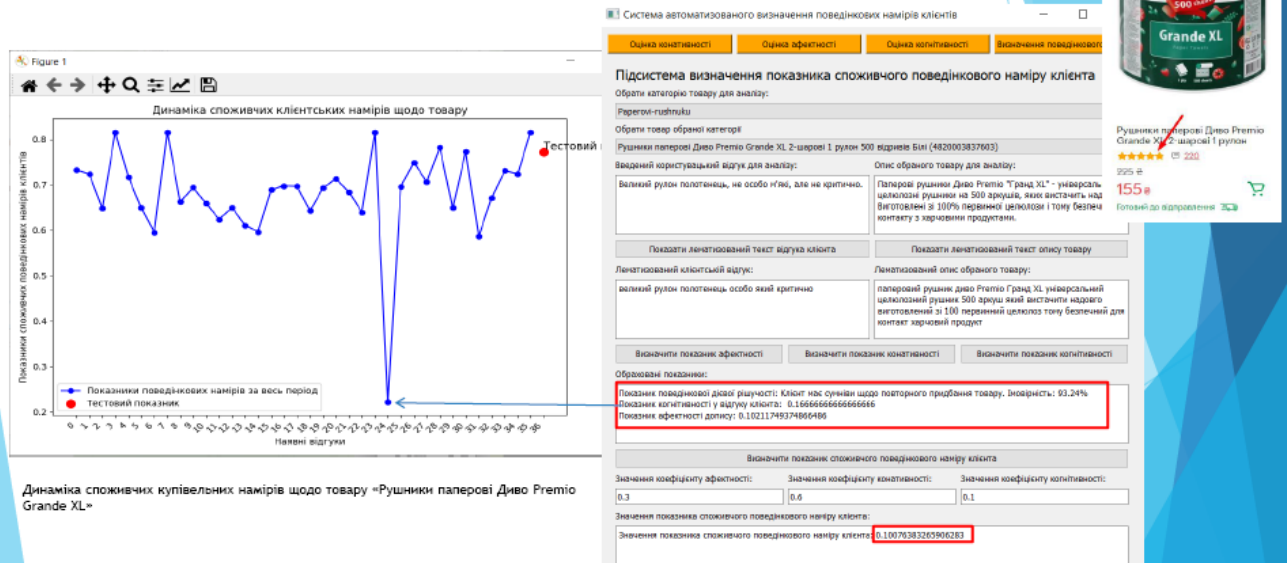 Figure 1
Динаміка споживчих клієнтських намірів щодо товару
Показники споживчих поведінкових намірів клієнтів
0.8
0.7
0.6
0.5
0.4
0.3
0.2
Тестовий
Показники поведінкових намірів за весь період
Тестовий показник
0 1 2 3 4 5 6 7 8 9 10 11 12 13 14 15 16 17 18 19 20 21 22 23 24 25 26 27 28 29 30 31 32 33 34 35 36
Наявні відгуки
Динаміка споживчих купівельних намірів щодо товару «Рушники паперові Диво Premio
Grande XL»
Система автоматизованого визначення поведінкових намірів клієнтів
Оцінка конативності
Оцінка афектності
Оцінка когнітивності
Визначення поведінкового
Підсистема визначення показника споживчого поведінкового наміру клієнта
Обрати категорію товару для аналізу:
Paperovi-rushnuku
Обрати товар обраної категорії
Рушники паперові Диво Premio Grande XL 2-шарові 1 рулон 500 відривів Білі (4820003837603)
Введений користувацький відгук для аналізу:
Великий рулон полотенець, не особо м'які, але не критично.
Опис обраного товару для аналізу:
Паперові рушники Диво Premio "Гранд XL" - універсаль
целюлозні рушники на 500 аркушів, яких вистачить над
Виготовлені зі 100% первинної целюлози і тому безпеч
контакту з харчовими продуктами.
Показати лематизований текст відгука клієнта
Показати лематизований текст опису товару
Лематизований клієнтській відгук:
великий рулон полотенець особо який критично
Лематизований опис обраного товару:
паперовий рушник диво Premio Гранд XL універсальний
целюлозний рушник 500 аркуш який вистачити надовго
виготовлений зі 100 первинний целюлоз тому безпечний для
контакт харчовий продукт
Визначити показник афектності
Визначити показник конативності
Визначити показник когнітивності
Обраховані показники:
Показник поведінкової дієвої рішучості: Клієнт має сумніви щодо повторного придбання товару. Імовірність: 93.24%
Показник когнітивності у відгуку клієнта: 0.16666666666666666
Показник афектності допису: 0.10211749374866486
Визначити показник споживчого поведінкового наміру клієнта
Значення коефіцієнту афектності:
0.3
Значення коефіцієнту конативності:
0.6
Значення коефіцієнту когнітивності:
0.1
Значення показника споживчого поведінкового наміру клієнта:
Значення показника споживчого поведінкового наміру клієнта: 0.10076383265906283
500
Grande XL
Рушники паперові Диво Premio
Grande XL 2-шарові 1 рулон
220
225 ₴
155₴
Готовий до відправлення